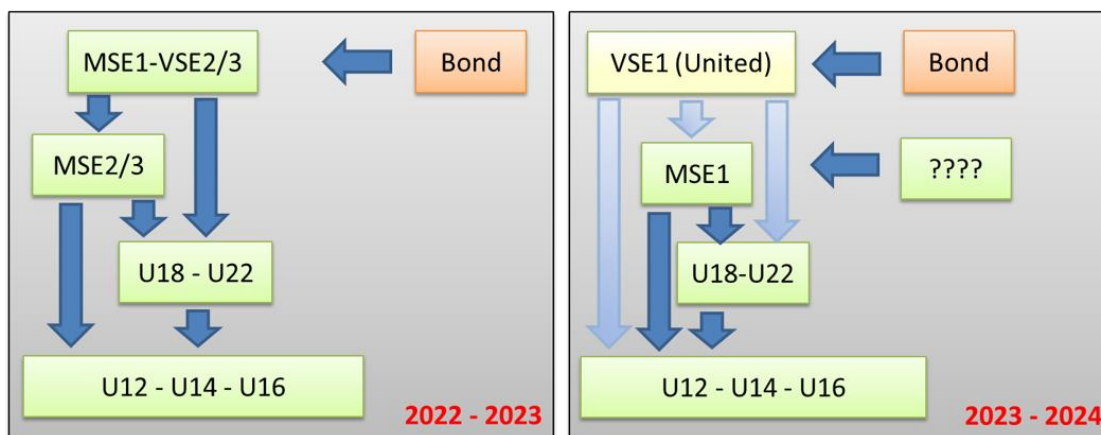 MSE1-VSE2/3
Bond
MSE2/3
U18 - U22
U12 - U14 - U16
2022 - 2023
VSE1 (United)
Bond
MSE1
????
U18-U22
U12 - U14 - U16
2023 - 2024